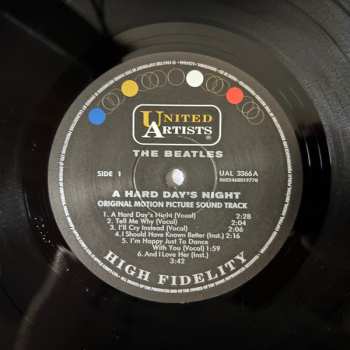 UNITED
ARTISTS
THE BEATLES
SIDE 1
UAL 3366 A
A HARD DAY'S NIGHT
ORIGINAL MOTION PICTURE SOUND TRACK
1. A Hard Day's Night (Vocal) 2:28
2. Tell Me Why (Vocal) 2:04
3. I'll Cry Instead (Vocal) 2:06
4. I Should Have Known Better (Inst.) 2:16
5. I'm Happy Just To Dance
With You (Vocal) 1:59
6. And I Love Her (Inst.)
3:42
HIGH FIDELITY